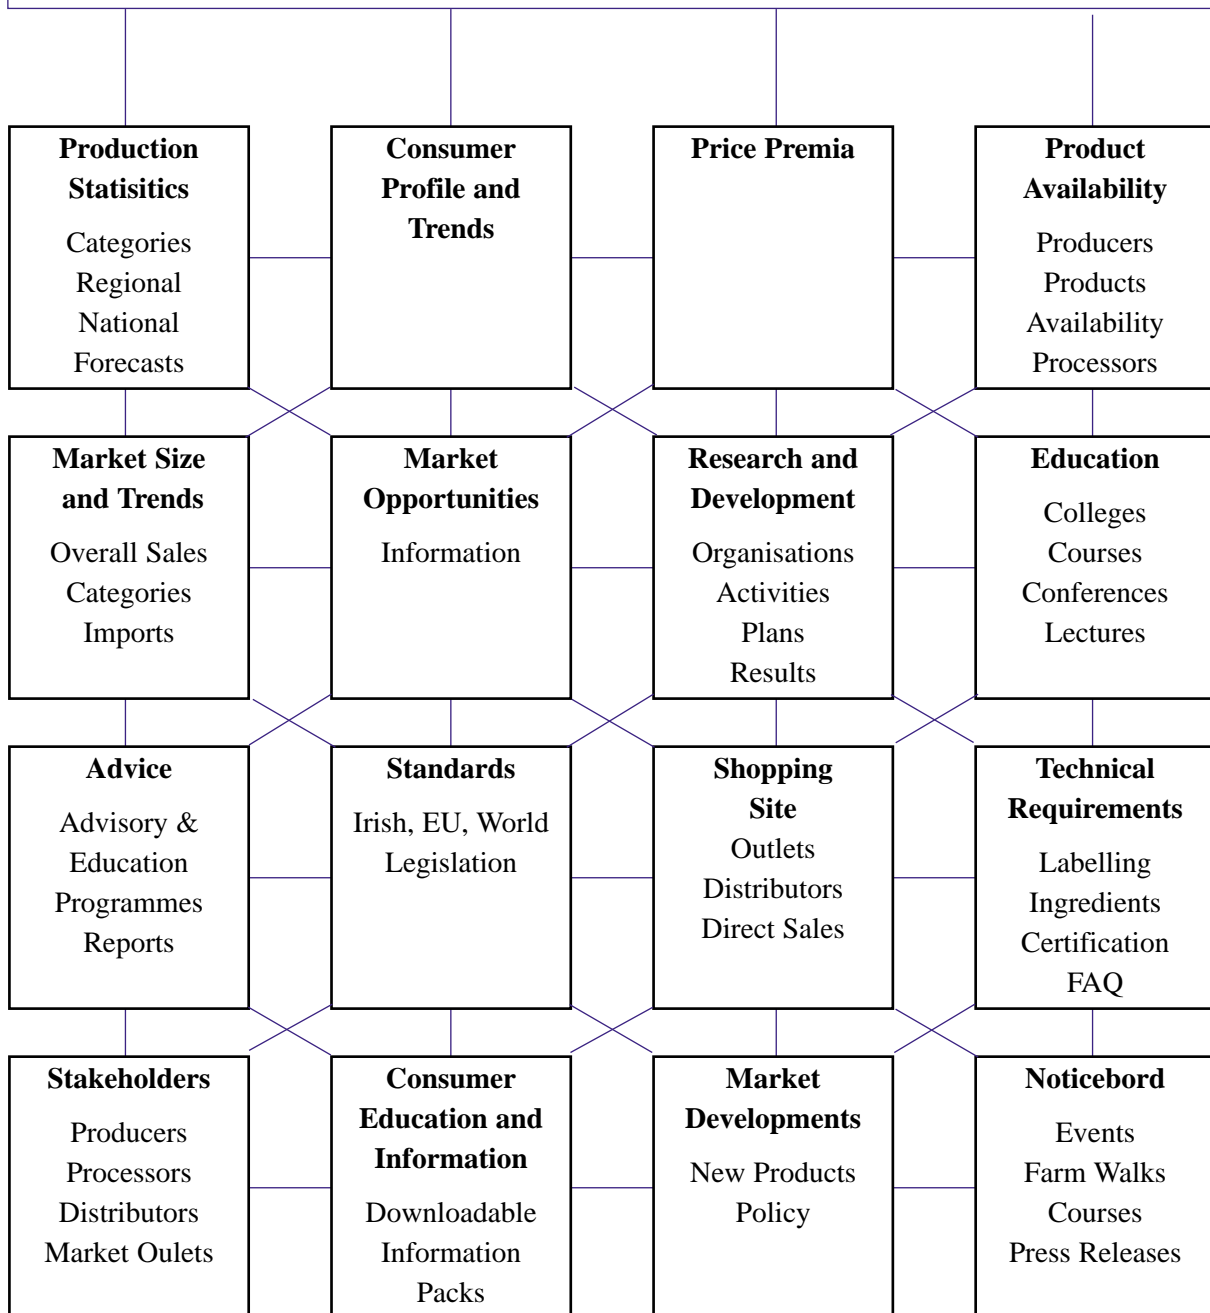 Production
Statisitics
Categories
Regional
National
Forecasts
Consumer
Profile and
Trends
Price Premia
Product
Availability
Producers
Products
Availability
Processors
Market Size
and Trends
Overall Sales
Categories
Imports
Market
Opportunities
Information
Research and
Development
Organisations
Activities
Plans
Results
Education
Colleges
Courses
Conferences
Lectures
Advice
Advisory &
Education
Programmes
Reports
Standards
Irish, EU, World
Legislation
Shopping
Site
Outlets
Distributors
Direct Sales
Technical
Requirements
Labelling
Ingredients
Certification
FAQ
Stakeholders
Producers
Processors
Distributors
Market Oulets
Consumer
Education and
Information
Downloadable
Information
Packs
Market
Developments
New Products
Policy
Noticebord
Events
Farm Walks
Courses
Press Releases